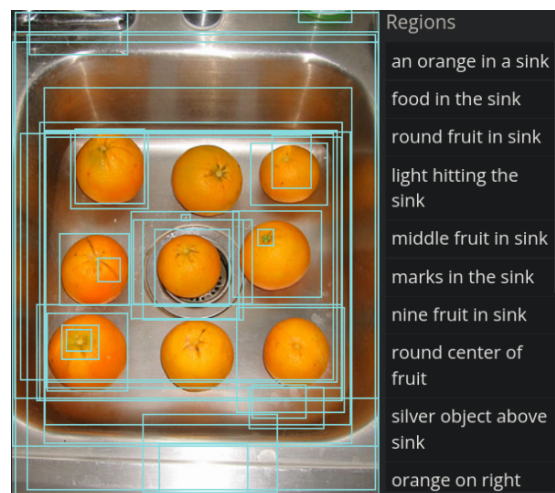 Regions
an orange in a sink
food in the sink
round fruit in sink
light hitting the
sink
middle fruit in sink
marks in the sink
nine fruit in sink
round center of
fruit
silver object above
sink
orange on right